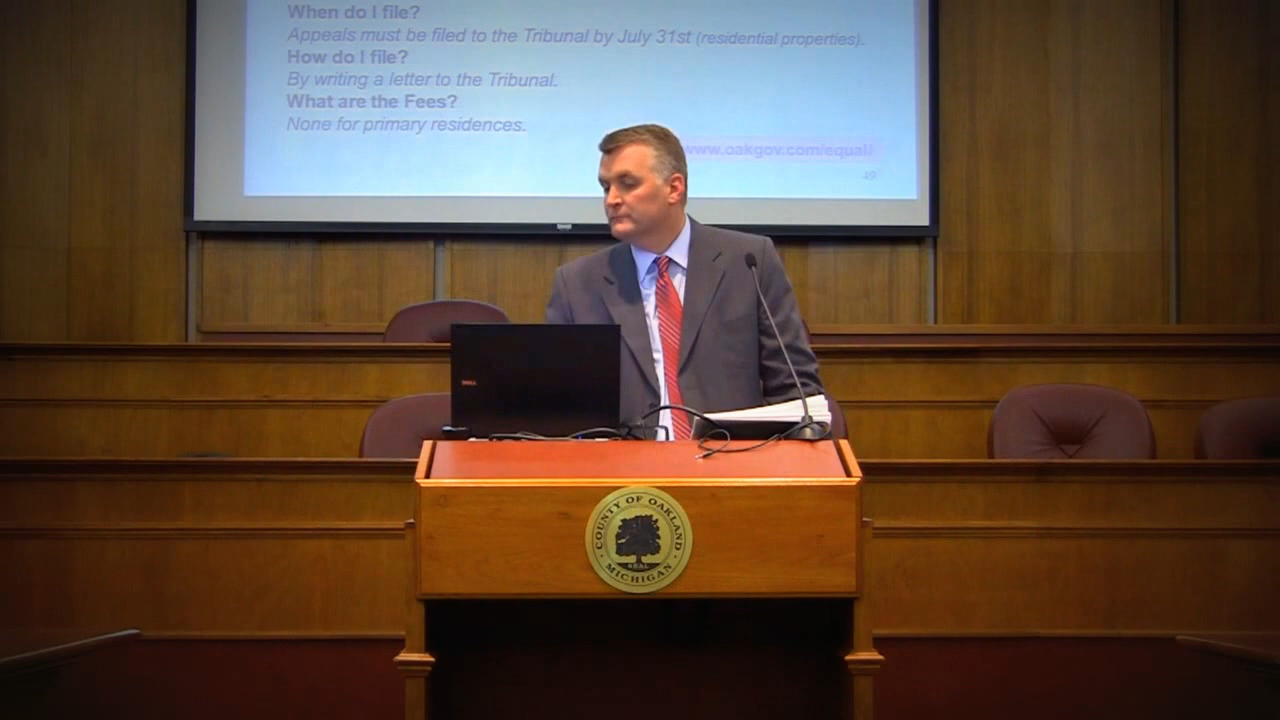 When do I file?
Appeals must be filed to the Tribunal by July 31st (residential properties).
How do I file?
By writing a letter to the Tribunal.
What are the Fees?
None for primary residences.
www.oakgov.com/equal/
49
DELL
COUNTY OF OAKLAND
SEAL
MICHIGAN